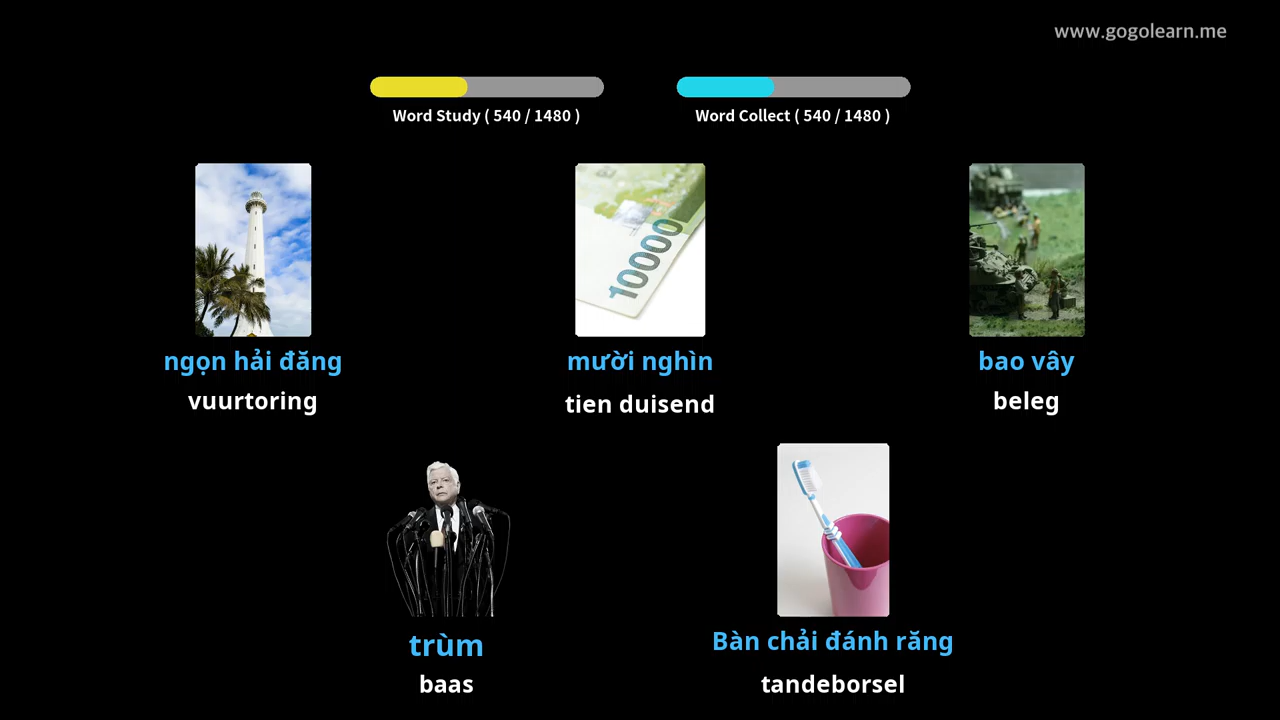 www.gogolearn.me
Word Study ( 540 / 1480 )
Word Collect ( 540 / 1480 )
10000
ngọn hải đăng
mười nghìn
bao vây
vuurtoring
tien duisend
beleg
trùm
Bàn chải đánh răng
baas
tandeborsel